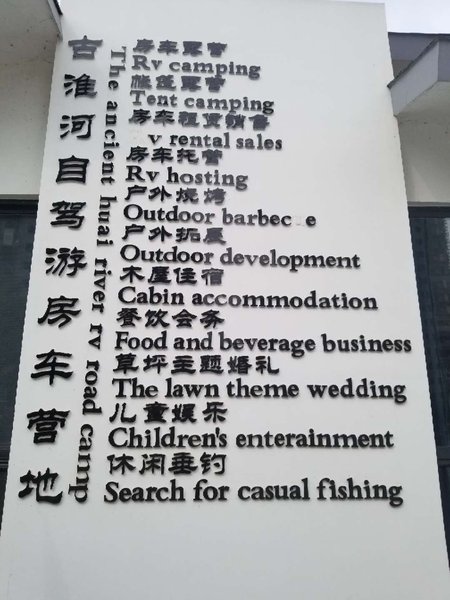 古淮河自驾游房车营地
The ancient huai river rv road camp
房车露营
Rv camping
帐篷露营
Tent camping
房车租赁销售
v rental sales
房车托管
Rv hosting
户外烧烤
Outdoor barbec e
户外拓展
Outdoor development
木屋住宿
Cabin accommodation
餐饮会务
Food and beverage business
草坪主题婚礼
The lawn theme wedding
儿童娱乐
Children's enterainment
休闲垂钓
Search for casual fishing